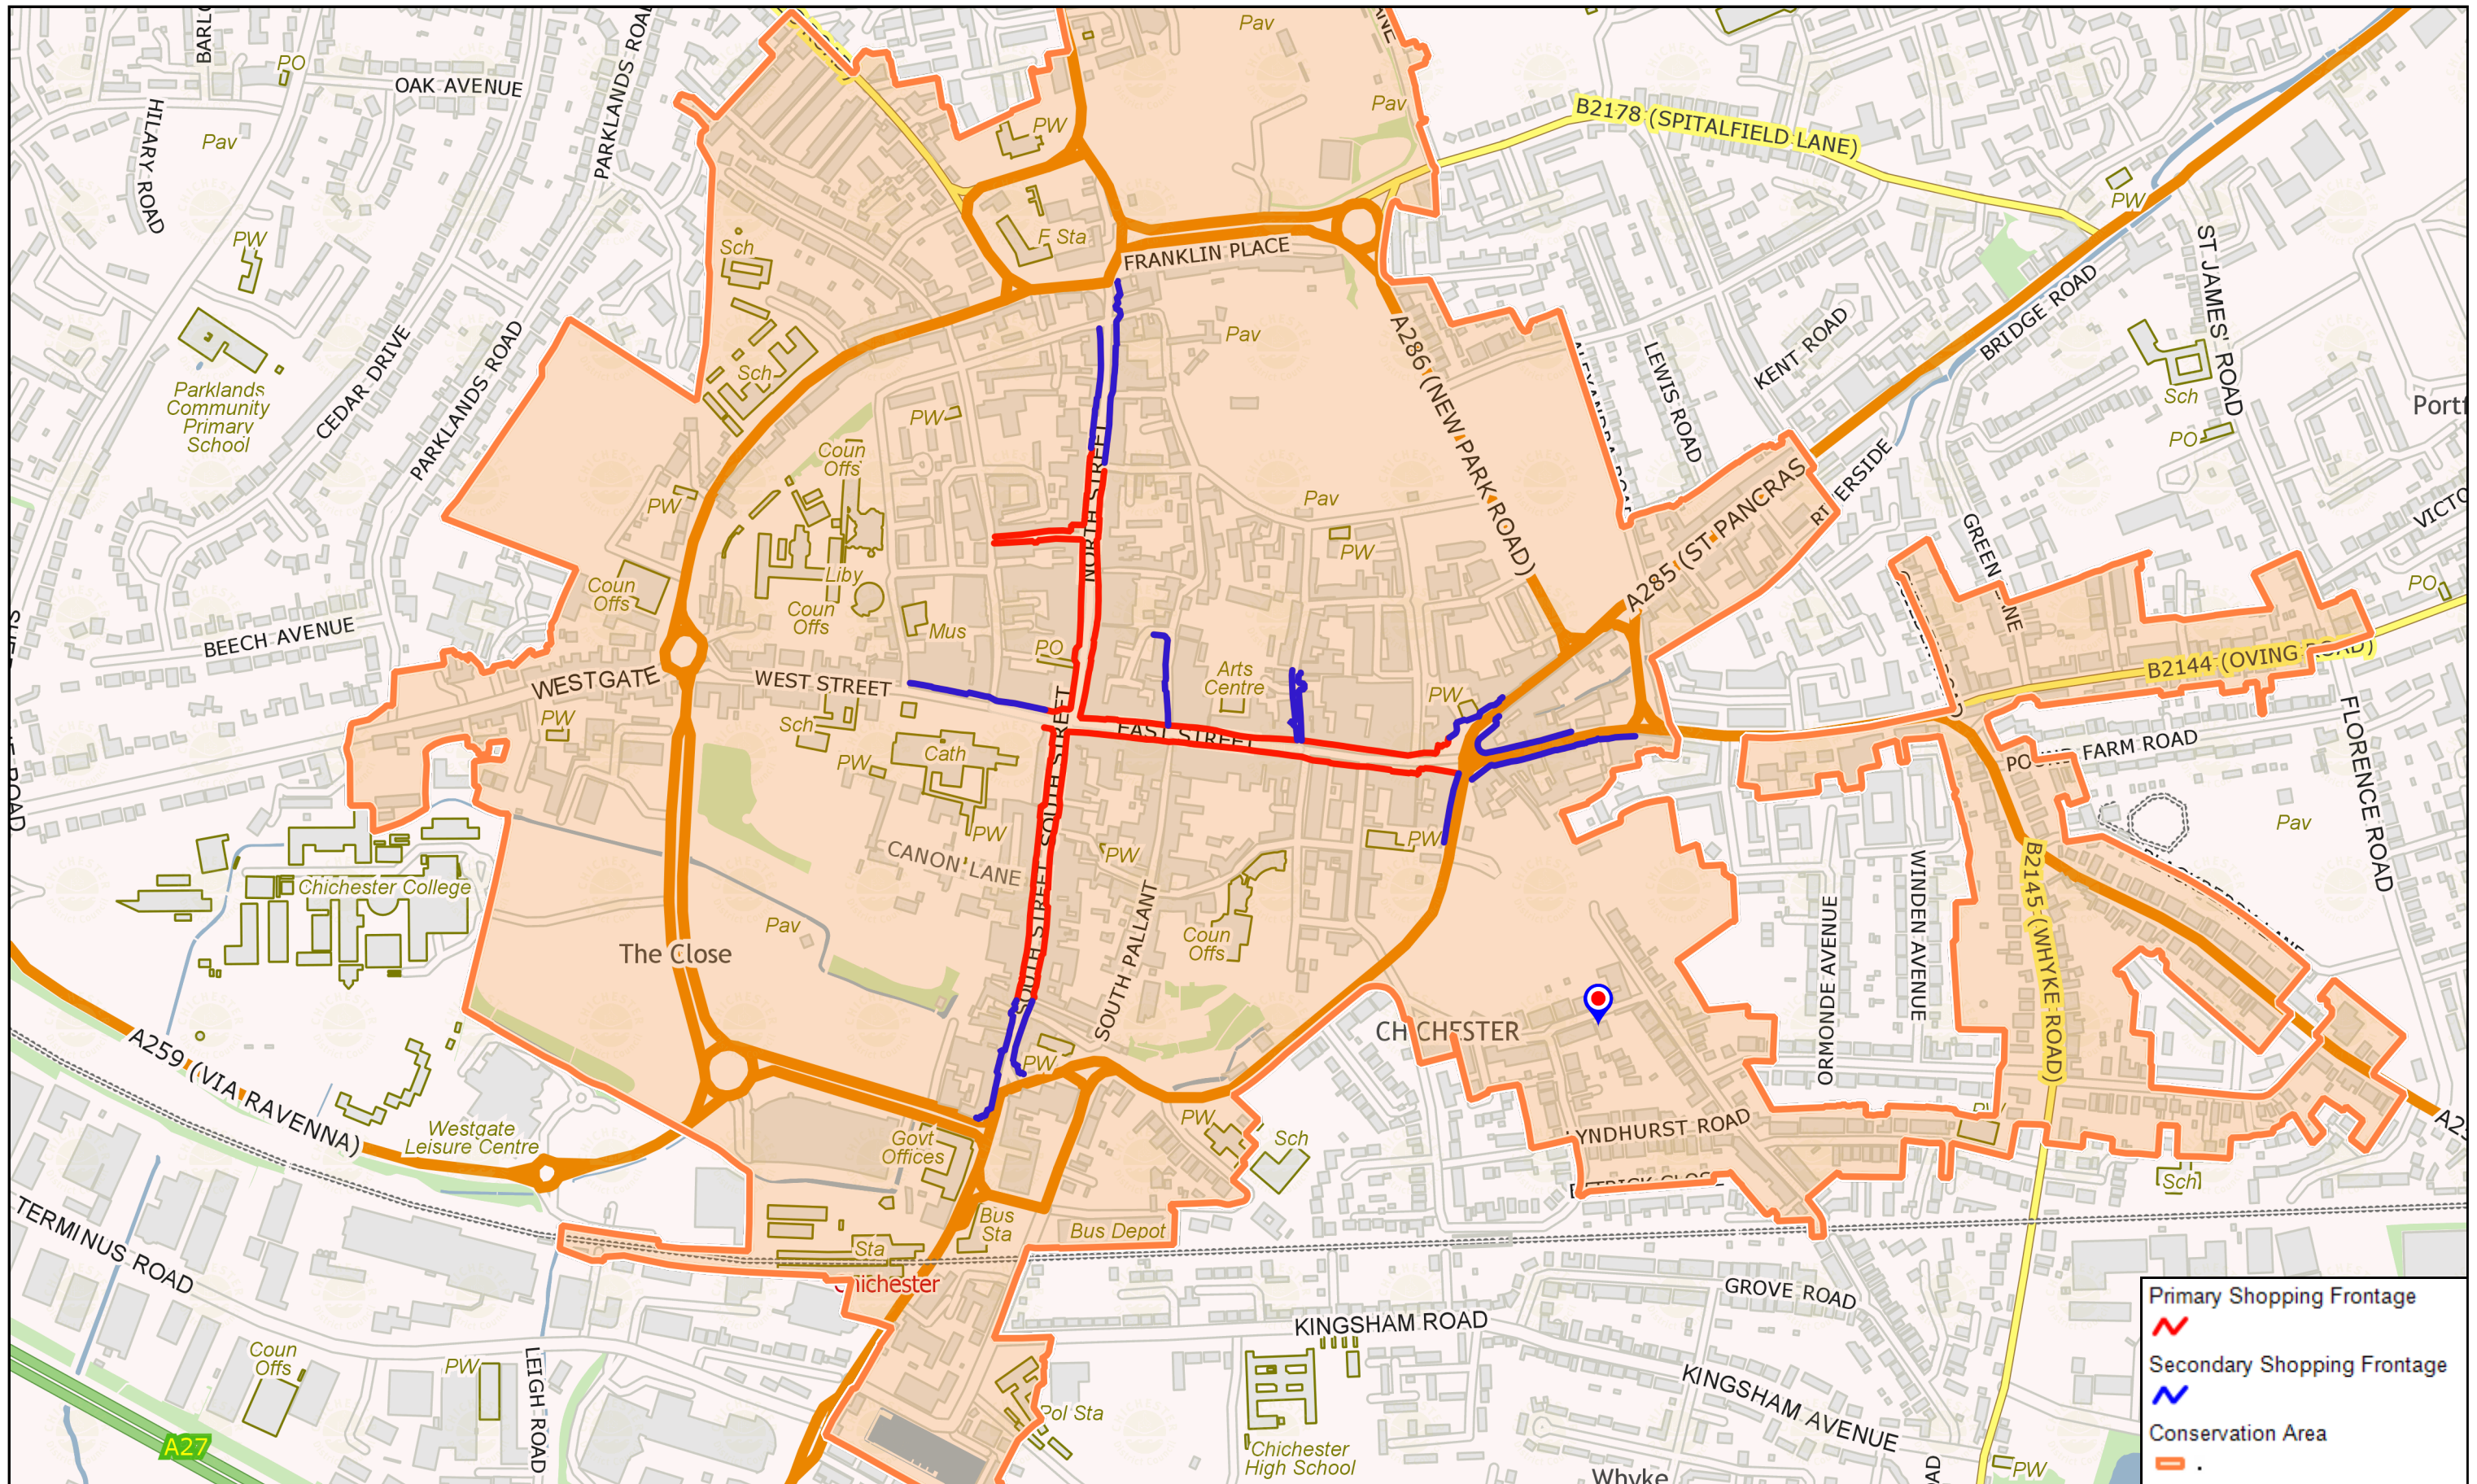 Pav
PO
OAK AVENUE
PARKLANDS ROAD
HILARY ROAD
Pav
PW
Pav
B2178 (SPITALFIELD LANE)
PW
PW
Sch
F Sta
FRANKLIN PLACE
ST JAMES' ROAD
BRIDGE ROAD
KENT ROAD
LEWIS ROAD
Pav
A286 (NEW PARK ROAD)
CEDAR DRIVE
PARKLANDS ROAD
Parklands
Community
Primary
School
Sch
PW
Sch
PO
Coun
Offs
NORTH STREET
PW
Pav
PW
A285 (ST PANCRAS
Liby
Coun
Offs
Coun
Offs
Mus
PO
PO
BEECH AVENUE
WESTGATE
WEST STREET
Arts
Centre
PW
B2144 (OVING ROAD)
PW
Sch
EAST STREET
SOUTH STREET
Cath
PW
PW
PW
PW
FLORENCE ROAD
Pav
CANON LANE
SOUTH STREET
SOUTH PALLANT
Chichester College
The Close
Pav
Coun
Offs
CHICHESTER
ORMONDE AVENUE
WINDEN AVENUE
B2145 (WHYKE ROAD)
A259 (VIA RAVENNA)
PW
Westgate
Leisure Centre
Govt
Offices
PW
Sch
LYNDHURST ROAD
Sch
TERMINUS ROAD
Bus
Sta
Bus Depot
Sta
Chichester
GROVE ROAD
KINGSHAM ROAD
KINGSHAM AVENUE
Coun
Offs
PW
LEIGH ROAD
Pol Sta
Chichester
High School
A27
Whyke
PW
Primary Shopping Frontage
Secondary Shopping Frontage
Conservation Area